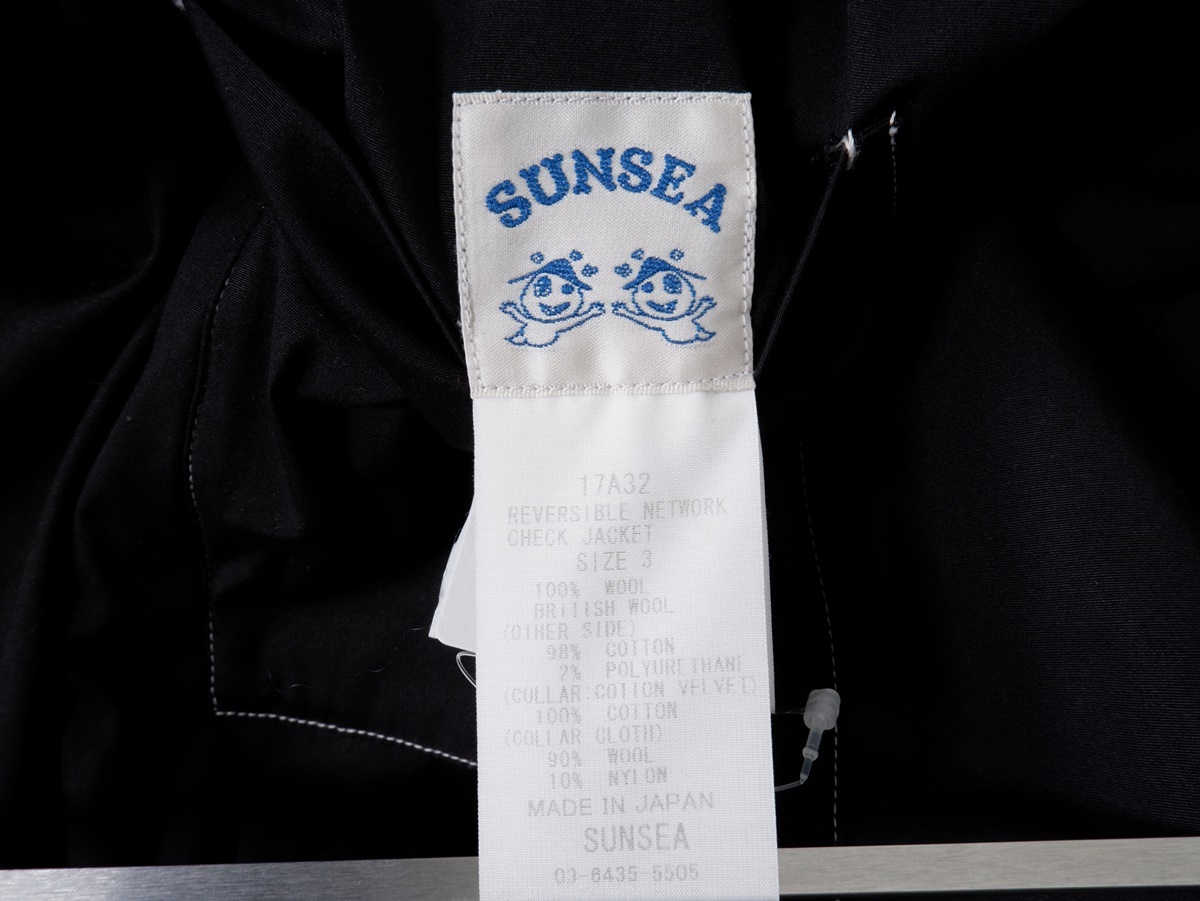 SUNSEA
17A32
REVERSIBLE NETWORK
CHECK JACKET
SIZE 3
100% WOOL
BRITISH WOOL
(OTHER SIDE)
98% COTTON
2% POLYURETHANE
(COLLAR:COTTON VELVET)
100% COTTON
(COLLAR CLOTH)
90% WOOL
10% NYLON
MADE IN JAPAN
SUNSEA
03-6435-5505